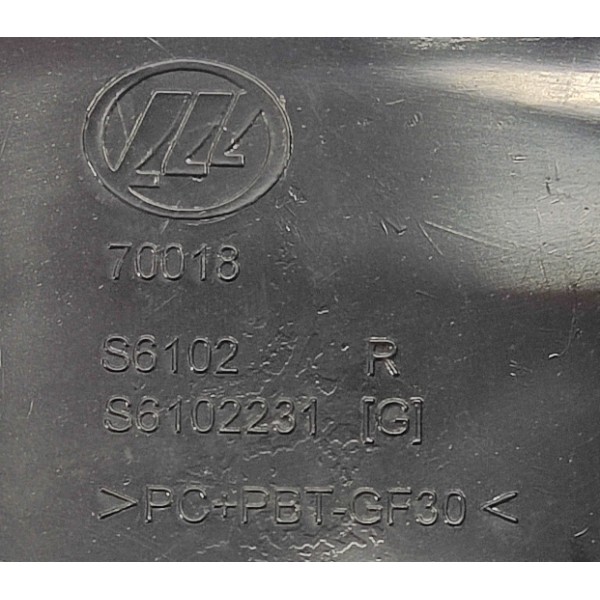 70018
S6102 R
S6102231 [G]
>PC+PBT-GF30<